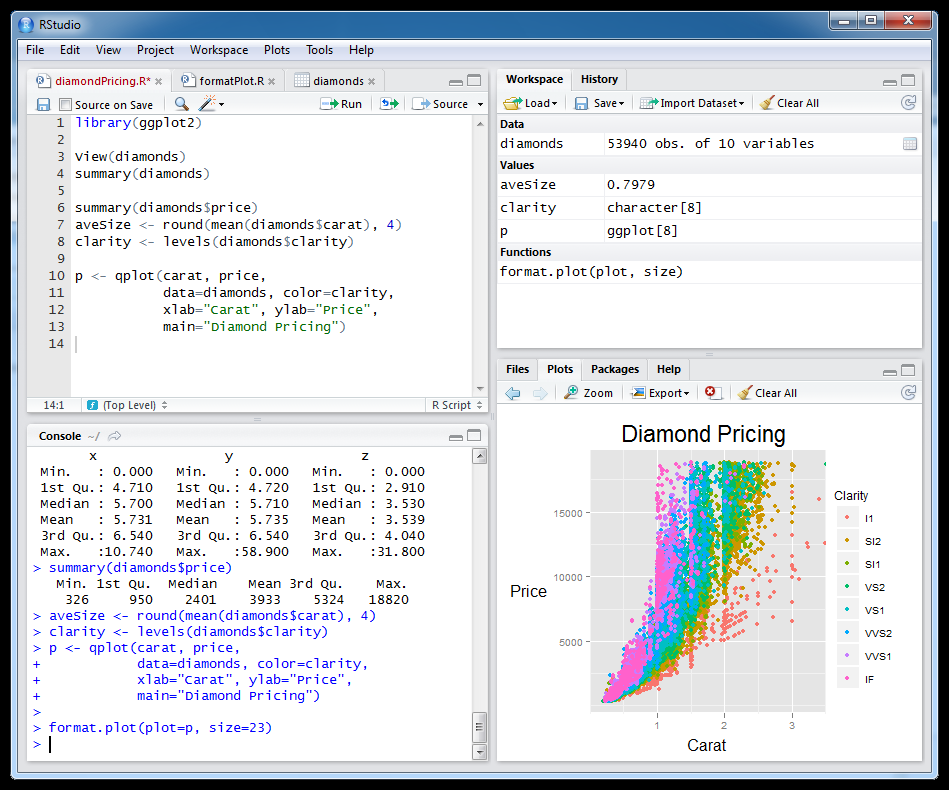 RStudio
File Edit View Project Workspace Plots Tools Help
diamondPricing.R* formatPlot.R diamonds
Source on Save Run Source
1 library(ggplot2)
2
3 View(diamonds)
4 summary(diamonds)
5
6 summary(diamonds$price)
7 aveSize <- round(mean(diamonds$carat), 4)
8 clarity <- levels(diamonds$clarity)
9
10 p <- qplot(carat, price,
11 data=diamonds, color=clarity,
12 xlab="Carat", ylab="Price",
13 main="Diamond Pricing")
14
14:1 (Top Level) R Script
Console ~/
x y z
Min. : 0.000 Min. : 0.000 Min. : 0.000
1st Qu.: 4.710 1st Qu.: 4.720 1st Qu.: 2.910
Median : 5.700 Median : 5.710 Median : 3.530
Mean : 5.731 Mean : 5.735 Mean : 3.539
3rd Qu.: 6.540 3rd Qu.: 6.540 3rd Qu.: 4.040
Max. :10.740 Max. :58.900 Max. :31.800
> summary(diamonds$price)
Min. 1st Qu. Median Mean 3rd Qu. Max.
326 950 2401 3933 5324 18820
> aveSize <- round(mean(diamonds$carat), 4)
> clarity <- levels(diamonds$clarity)
> p <- qplot(carat, price,
+ data=diamonds, color=clarity,
+ xlab="Carat", ylab="Price",
+ main="Diamond Pricing")
>
> format.plot(plot=p, size=23)
>
Workspace History
Load Save Import Dataset Clear All
Data
diamonds 53940 obs. of 10 variables
Values
aveSize 0.7979
clarity character[8]
p ggplot[8]
Functions
format.plot(plot, size)
Files Plots Packages Help
Zoom Export Clear All
Diamond Pricing
Price
15000
10000
5000
1 2 3
Carat
Clarity
I1
SI2
SI1
VS2
VS1
VVS2
VVS1
IF